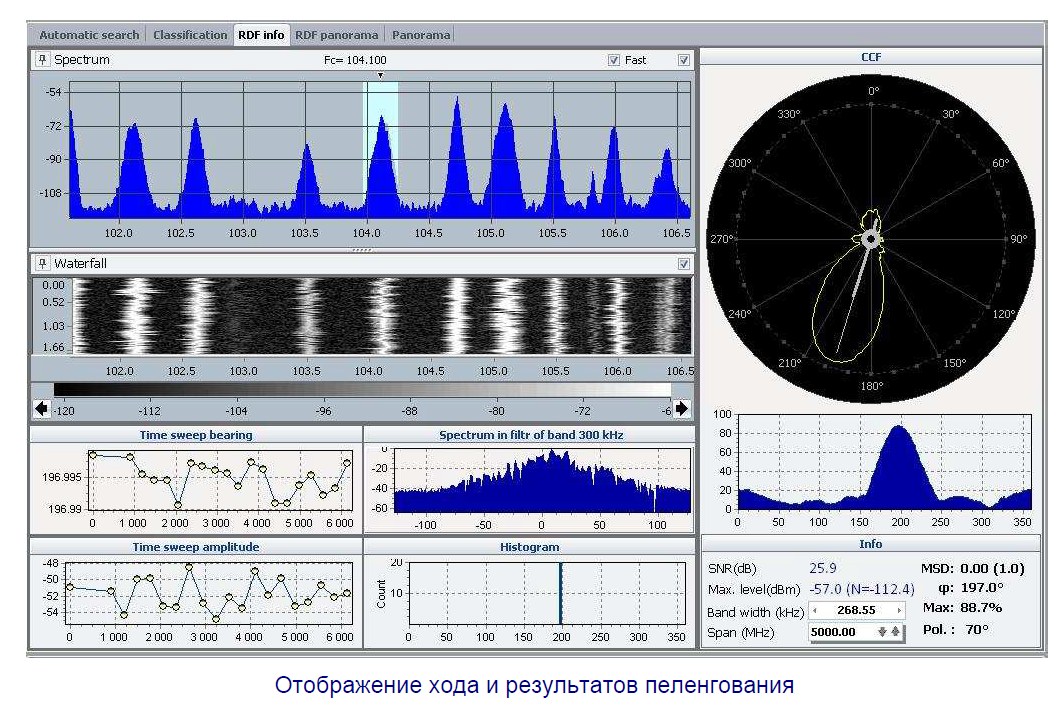 Automatic search Classification RDF info RDF panorama Panorama
Spectrum Fc= 104.100 Fast
-54
-72
-90
-108
102.0 102.5 103.0 103.5 104.0 104.5 105.0 105.5 106.0 106.5
Waterfall
0.00
0.52
1.03
1.66
102.0 102.5 103.0 103.5 104.0 104.5 105.0 105.5 106.0 106.5
-120 -112 -104 -96 -88 -80 -72 -6
Time sweep bearing
196.995
196.99
0 1 000 2 000 3 000 4 000 5 000 6 000
Spectrum in filtr of band 300 kHz
0
-20
-40
-60
-100 -50 0 50 100
Time sweep amplitude
-48
-50
-52
-54
0 1000 2000 3000 4000 5000 6 000
Histogram
Count
20
10
0 50 100 150 200 250 300 350
CCF
0°
30°
60°
90°
120°
150°
180°
210°
240°
270°
300°
330°
100
80
60
40
20
0
0 50 100 150 200 250 300 350
Info
SNR(dB) 25.9 MSD: 0.00 (1.0)
Max. level(dBm) -57.0 (N=-112.4) φ: 197.0°
Band width (kHz) 268.55 Max: 88.7%
Span (MHz) 5000.00 Pol. : 70°
Отображение хода и результатов пеленгования